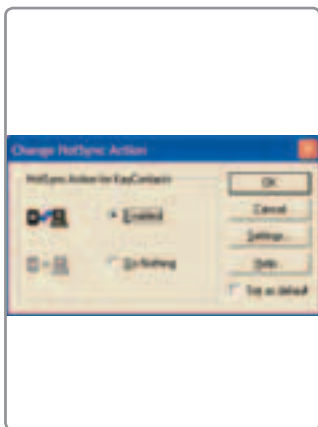 Change HotSync Action
HotSync Action for KeyContacts
OK
Enabled
Cancel
Settings...
Do Nothing
Help...
Set as default